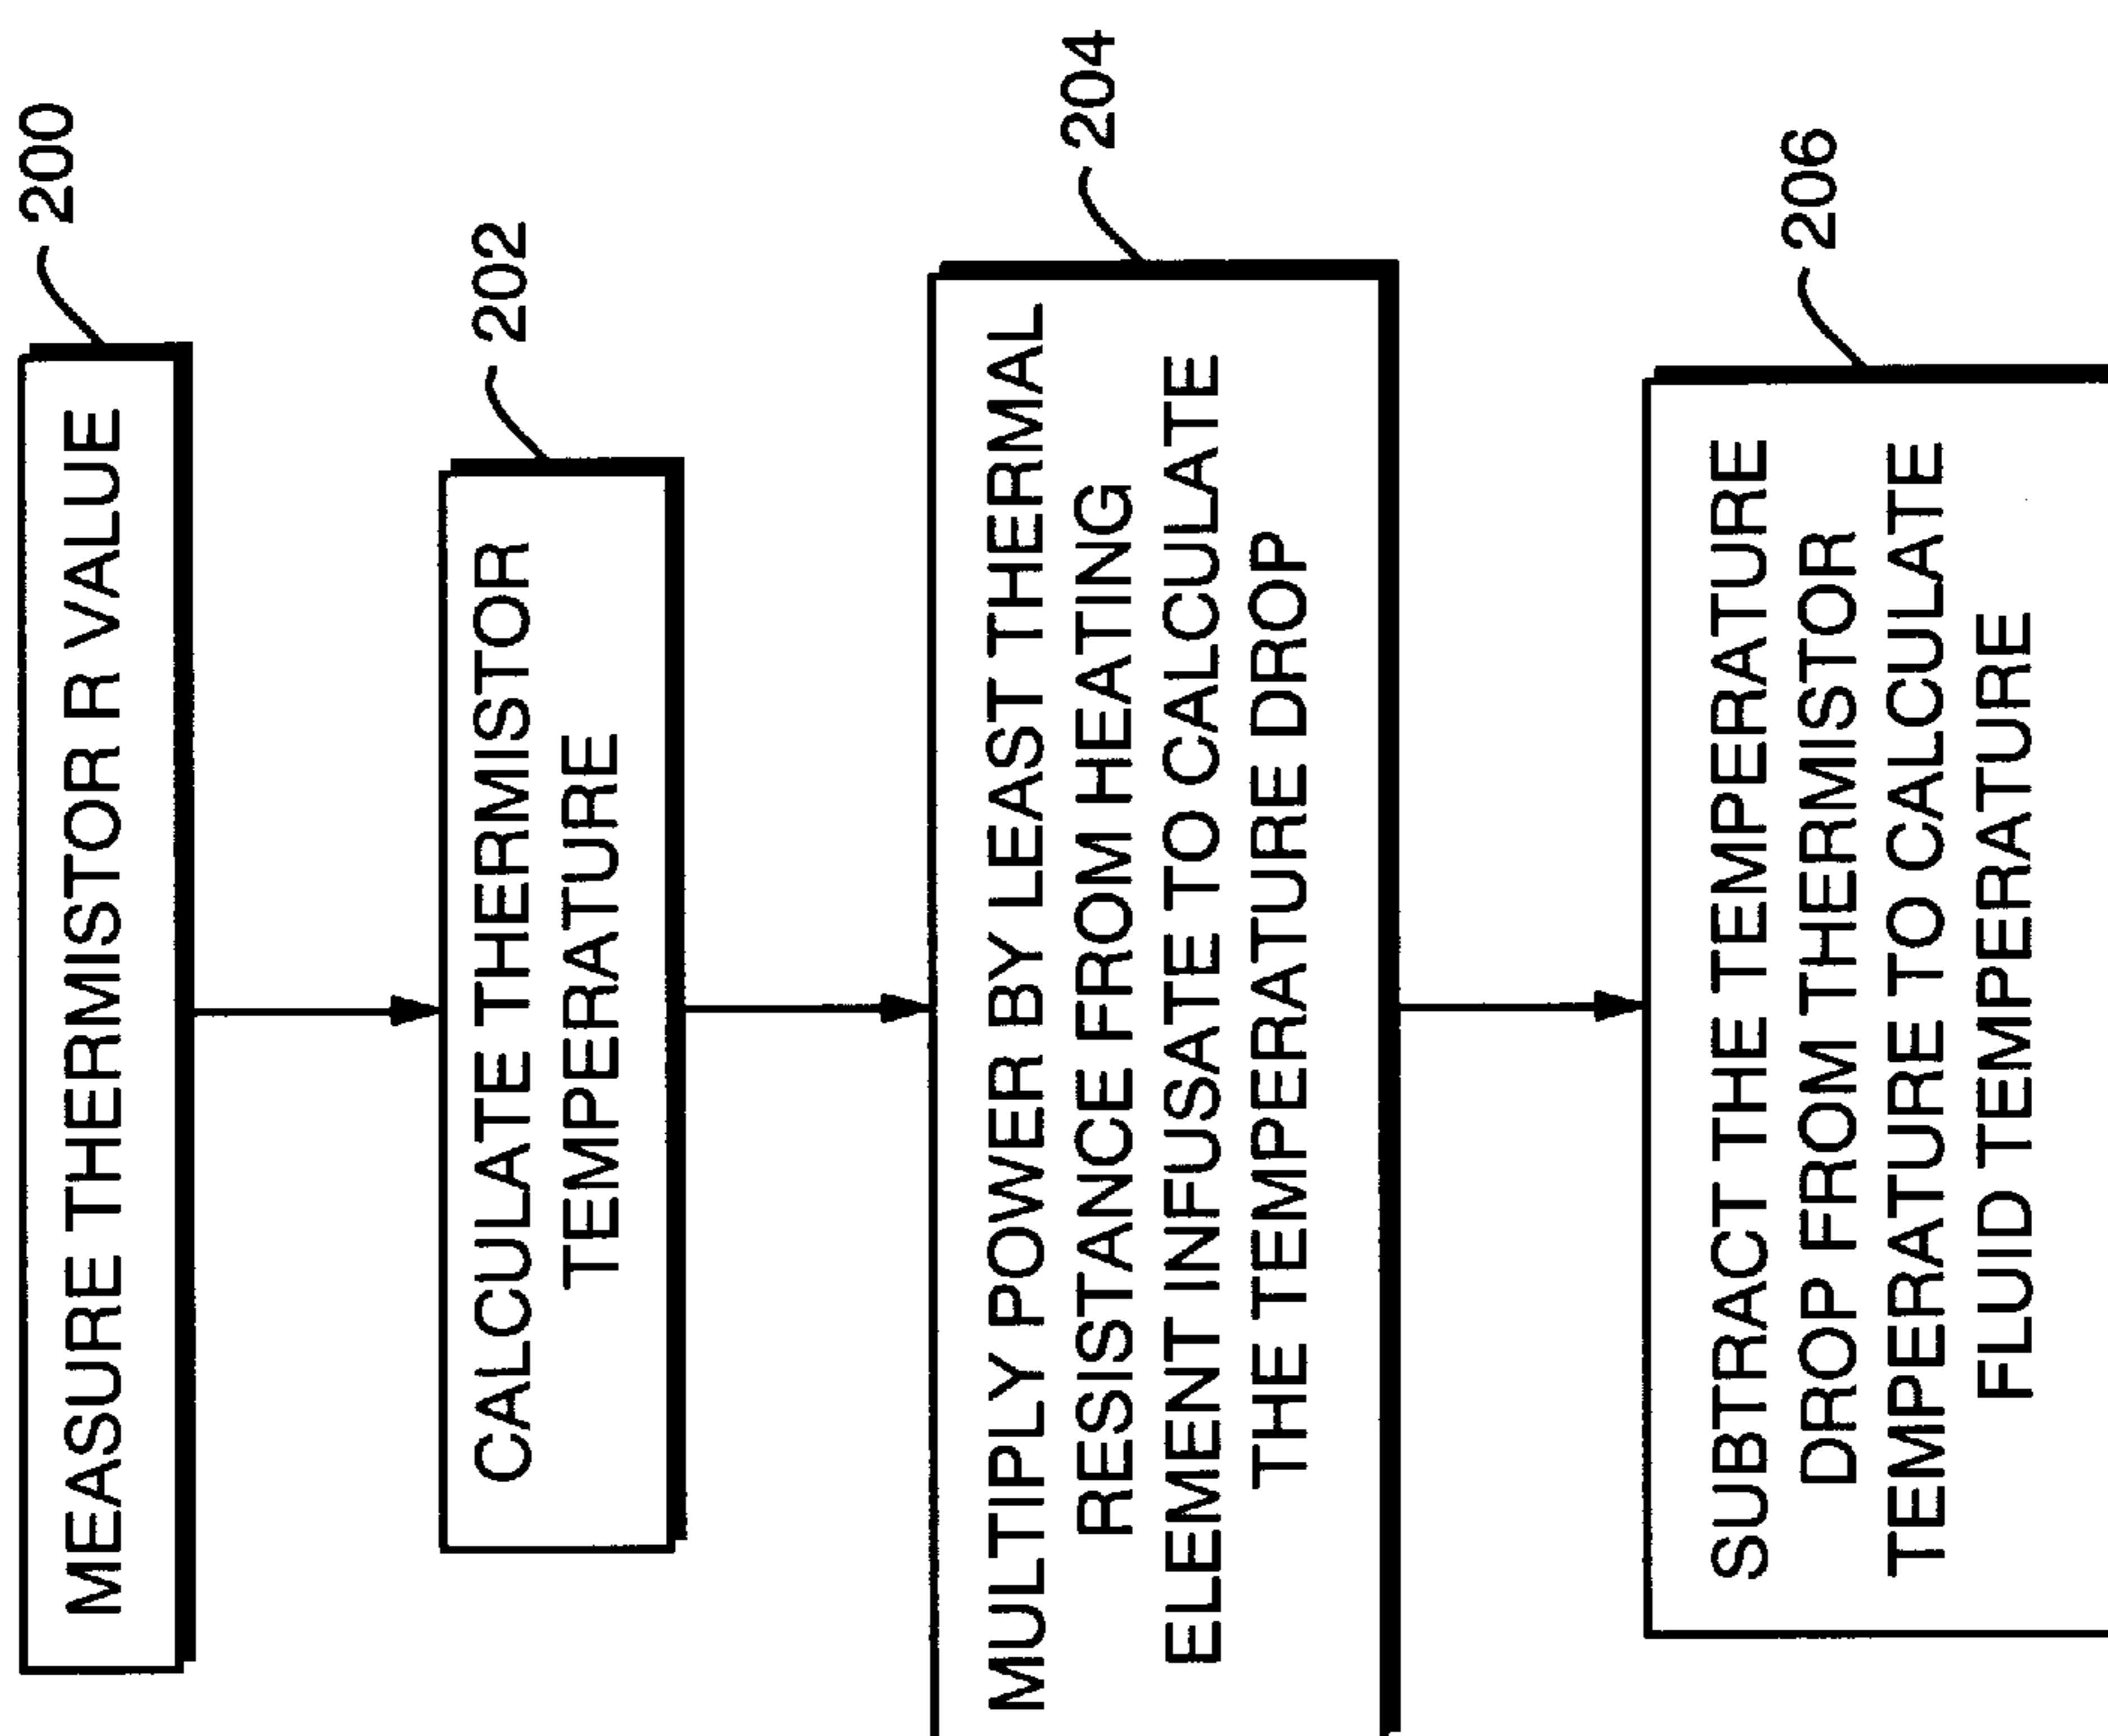 MEASURE THERMISTOR R VALUE
200
CALCULATE THERMISTOR
TEMPERATURE
202
MULTIPLY POWER BY LEAST THERMAL
RESISTANCE FROM HEATING
ELEMENT INFUSATE TO CALCULATE
THE TEMPERATURE DROP
204
SUBTRACT THE TEMPERATURE
DROP FROM THERMISTOR
TEMPERATURE TO CALCULATE
FLUID TEMPERATURE
206